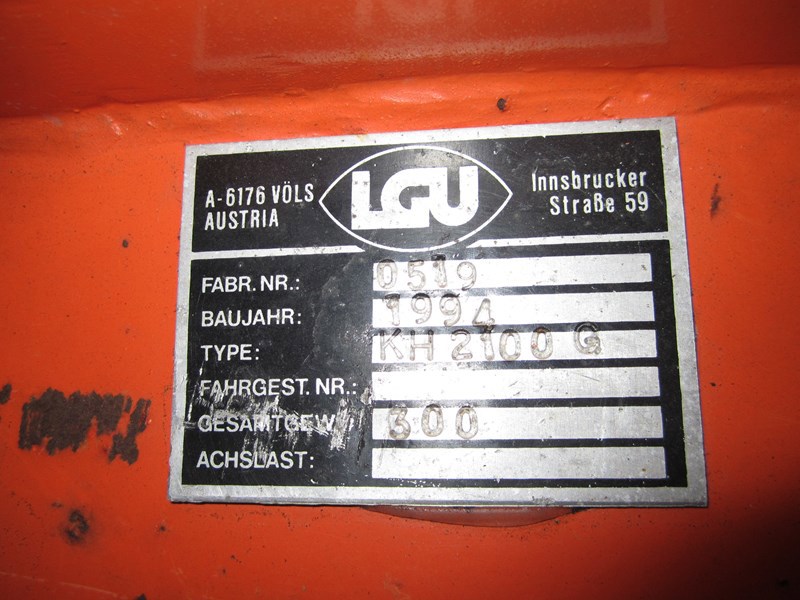 A-6176 VÖLS
AUSTRIA
LGU
Innsbrucker
Straße 59
FABR. NR.: 0519
BAUJAHR: 1994
TYPE: KH 2100 G
FAHRGEST. NR.:
GESAMTGEW. 300
ACHSLAST: